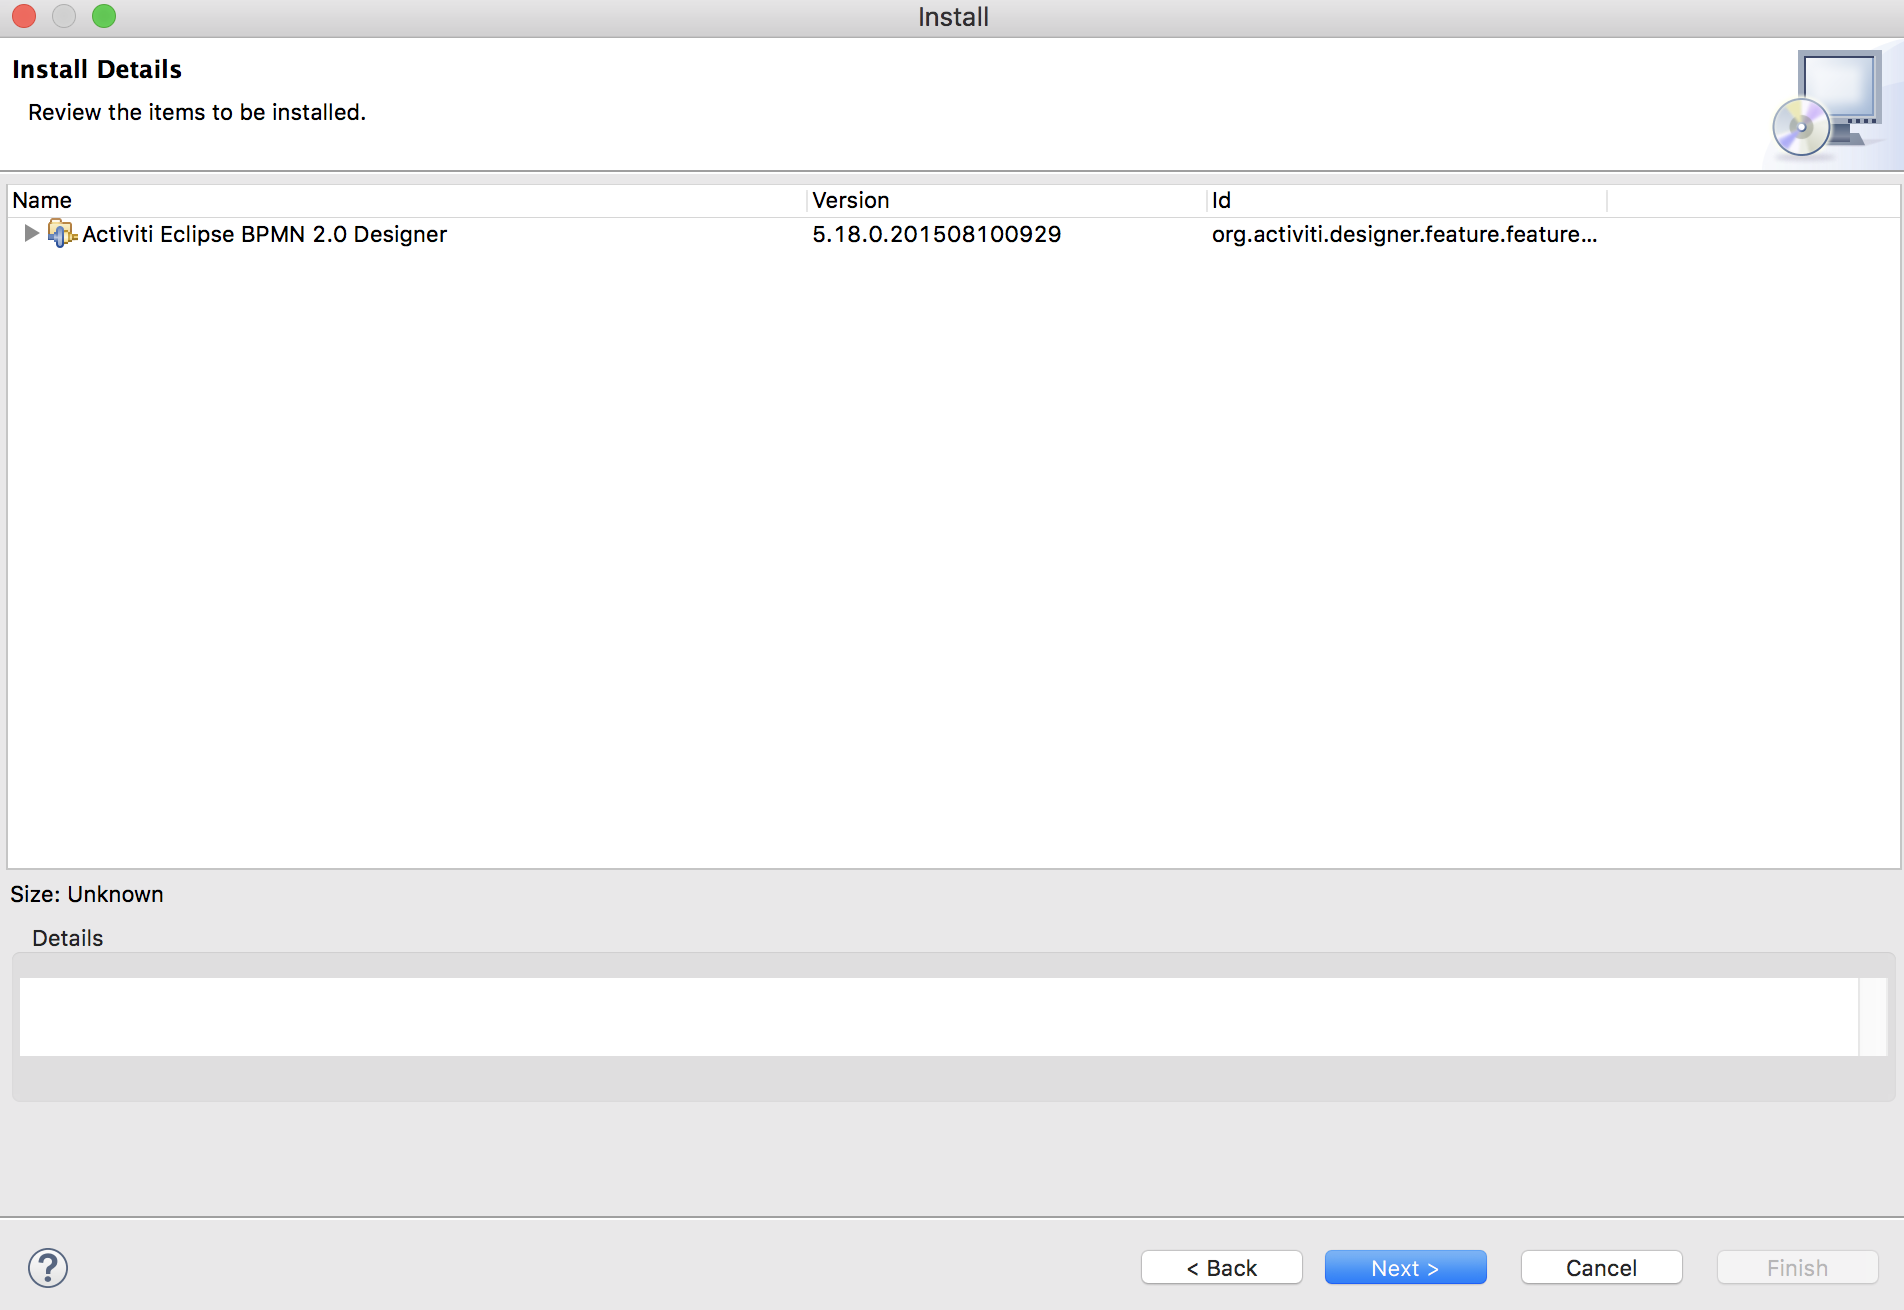 Install
Install Details
Review the items to be installed.
Name Version Id
Activiti Eclipse BPMN 2.0 Designer 5.18.0.201508100929 org.activiti.designer.feature.feature...
Size: Unknown
Details
? < Back Next > Cancel Finish